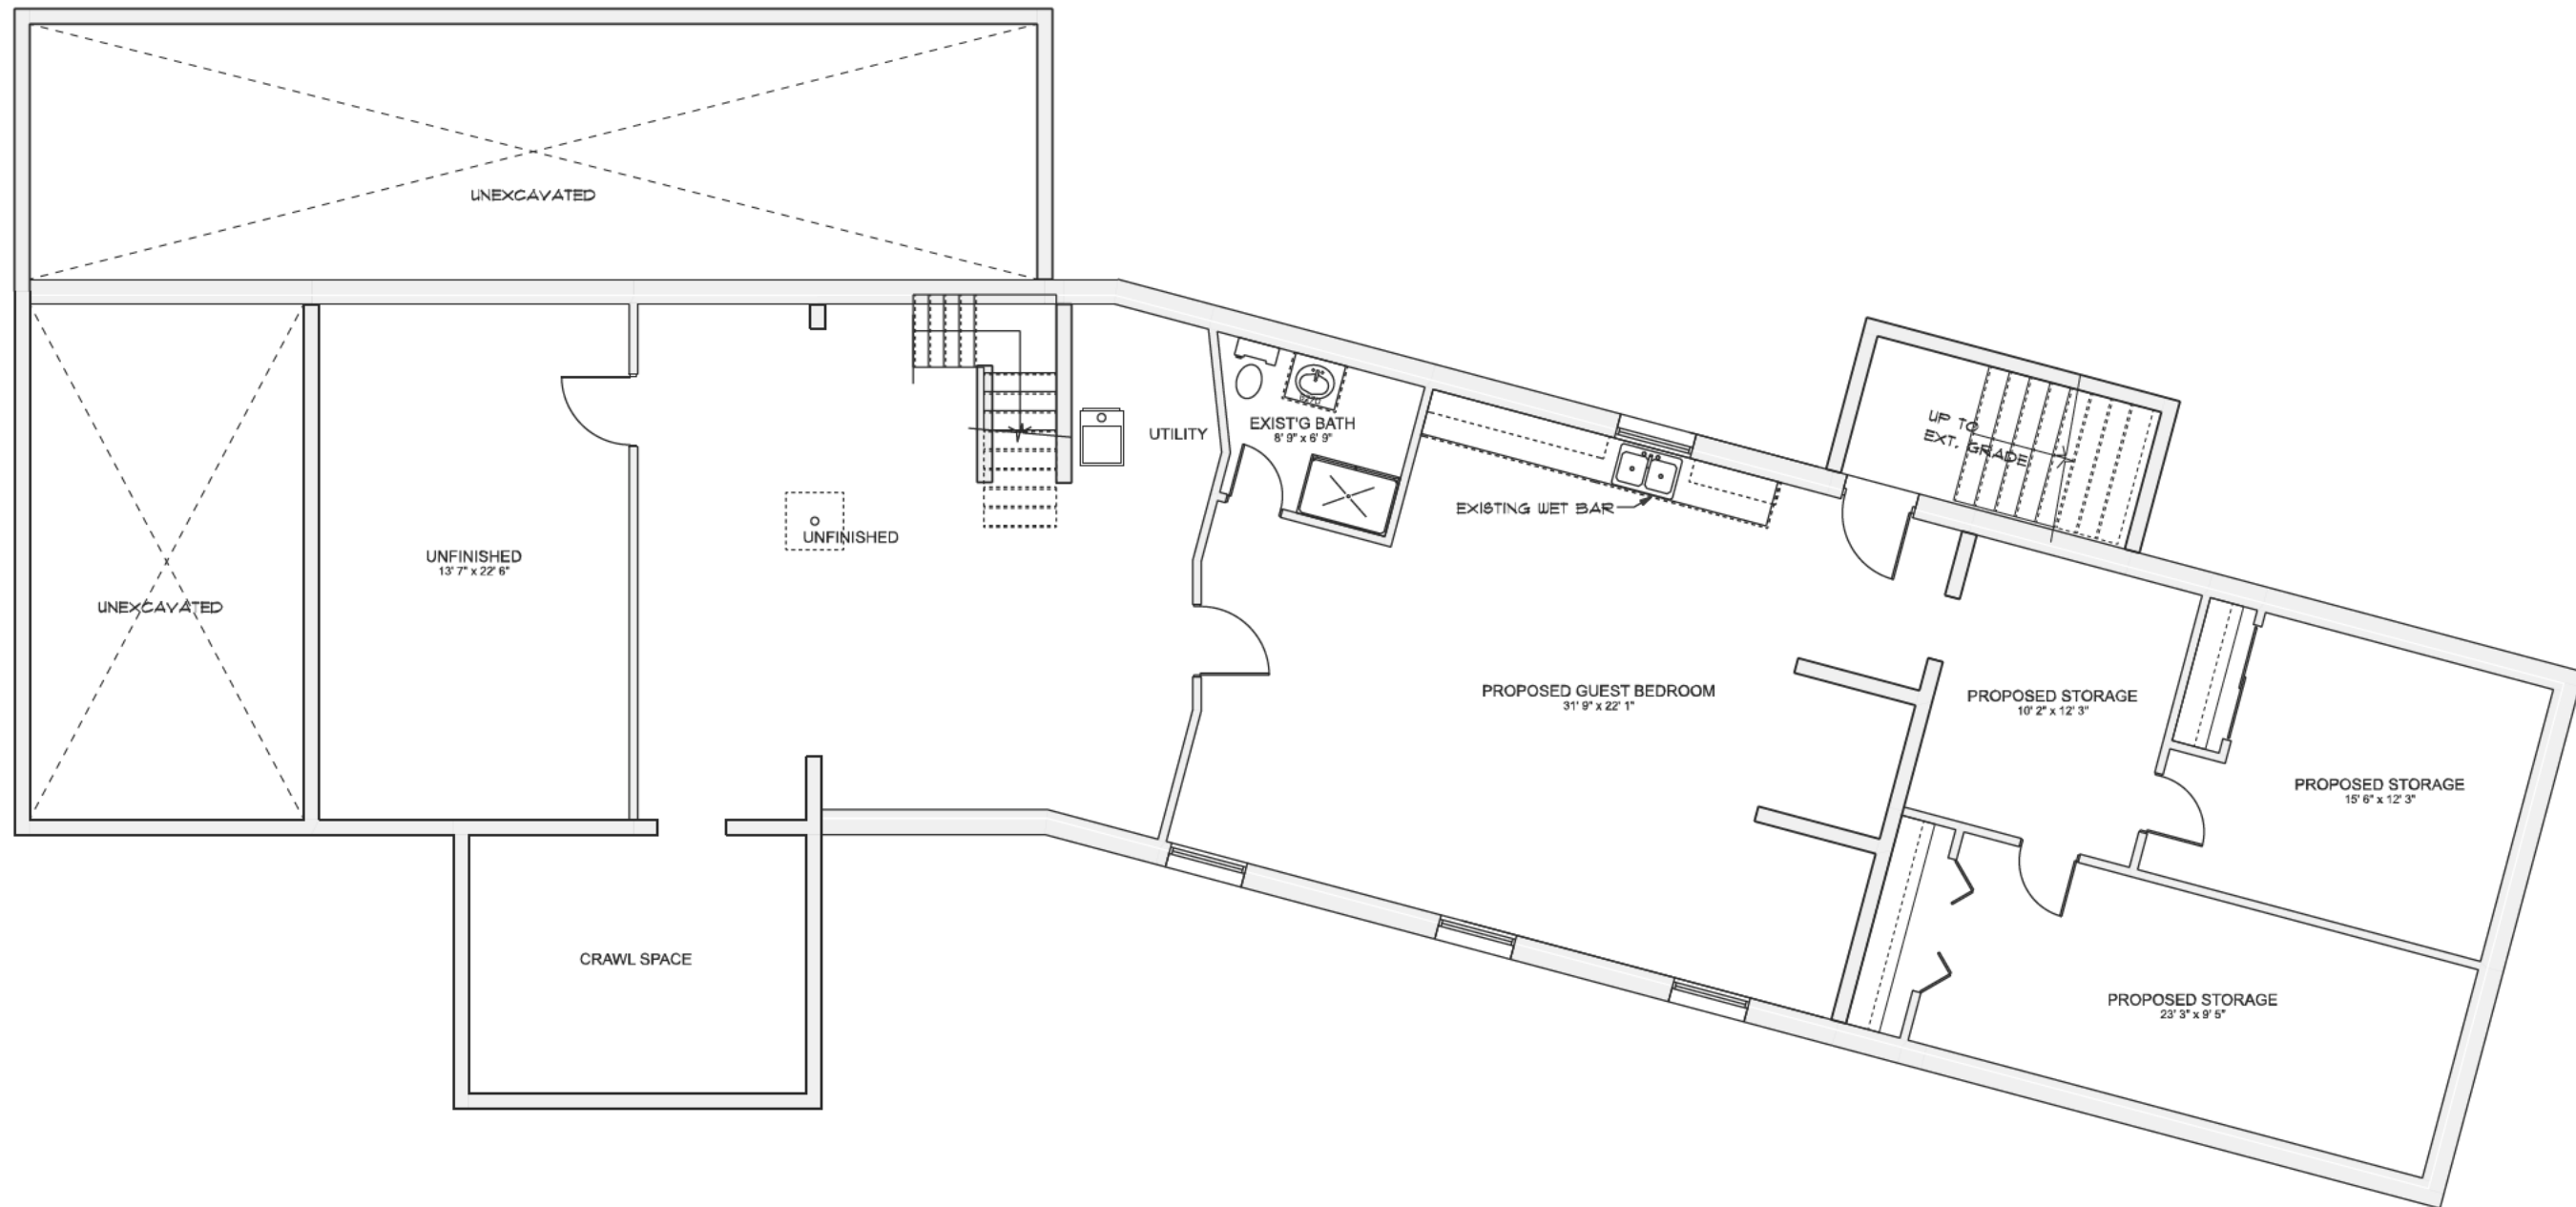 UNEXCAVATED
UTILITY
EXIST'G BATH
8' 9" x 6' 9"
UP TO
EXT. GRADE
EXISTING WET BAR
UNFINISHED
UNFINISHED
13' 7" x 22' 6"
UNEXCAVATED
PROPOSED GUEST BEDROOM
31' 9" x 22' 1"
PROPOSED STORAGE
10' 2" x 12' 3"
PROPOSED STORAGE
15' 6" x 12' 3"
CRAWL SPACE
PROPOSED STORAGE
23' 3" x 9' 5"